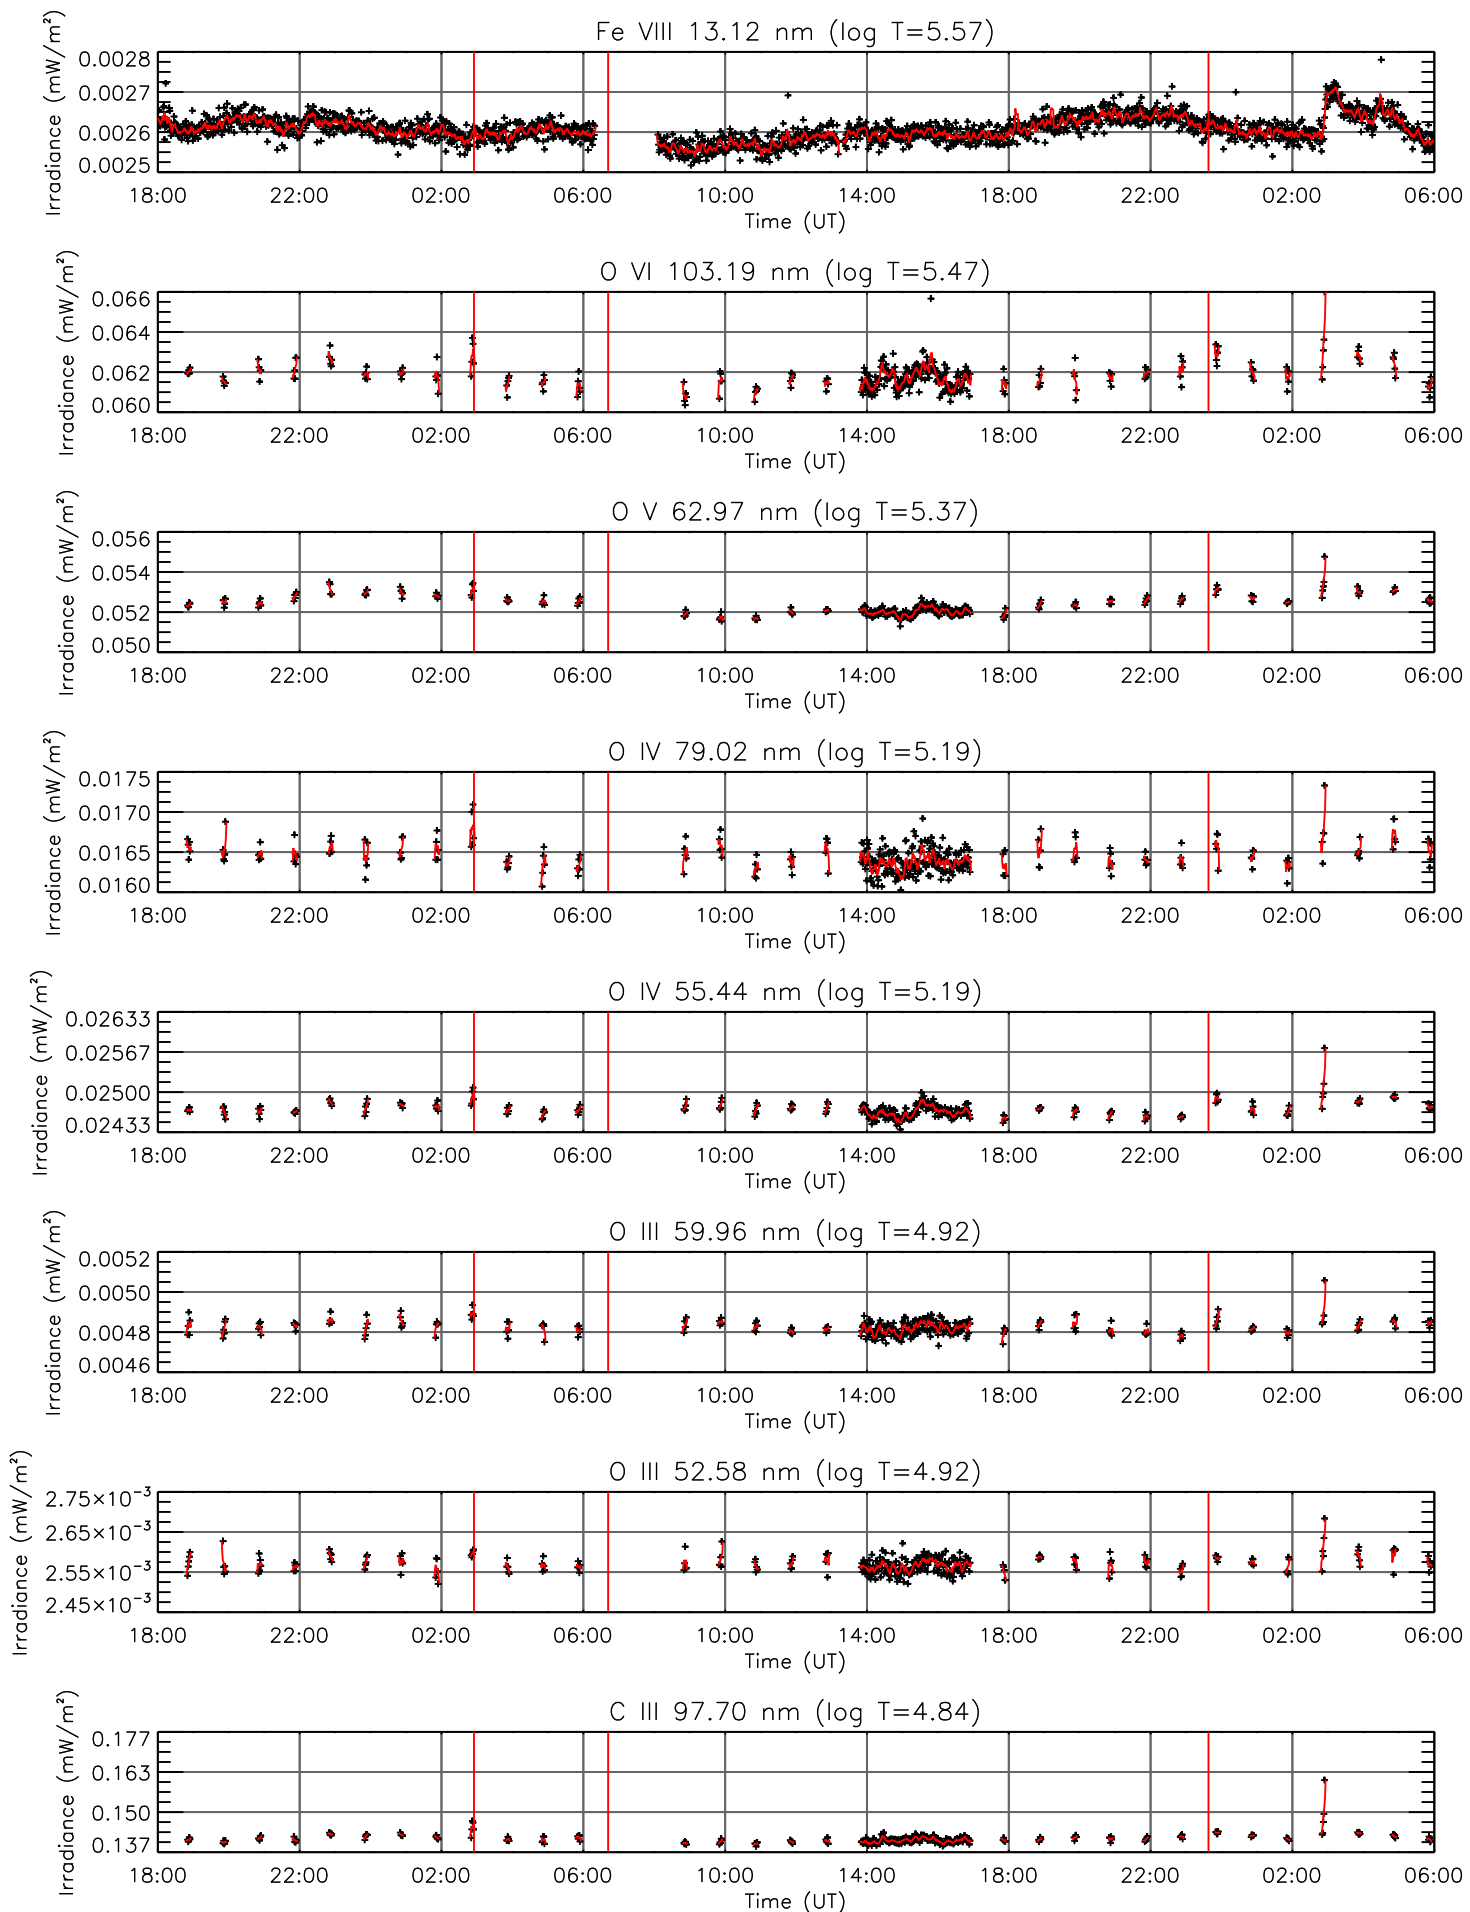 Fe VIII 13.12 nm (log T=5.57)
Irradiance (mW/m²)
0.0028
0.0027
0.0026
0.0025
18:00 22:00 02:00 06:00 10:00 14:00 18:00 22:00 02:00 06:00
Time (UT)
O VI 103.19 nm (log T=5.47)
Irradiance (mW/m²)
0.066
0.064
0.062
0.060
18:00 22:00 02:00 06:00 10:00 14:00 18:00 22:00 02:00 06:00
Time (UT)
O V 62.97 nm (log T=5.37)
Irradiance (mW/m²)
0.056
0.054
0.052
0.050
18:00 22:00 02:00 06:00 10:00 14:00 18:00 22:00 02:00 06:00
Time (UT)
O IV 79.02 nm (log T=5.19)
Irradiance (mW/m²)
0.0175
0.0170
0.0165
0.0160
18:00 22:00 02:00 06:00 10:00 14:00 18:00 22:00 02:00 06:00
Time (UT)
O IV 55.44 nm (log T=5.19)
Irradiance (mW/m²)
0.02633
0.02567
0.02500
0.02433
18:00 22:00 02:00 06:00 10:00 14:00 18:00 22:00 02:00 06:00
Time (UT)
O III 59.96 nm (log T=4.92)
Irradiance (mW/m²)
0.0052
0.0050
0.0048
0.0046
18:00 22:00 02:00 06:00 10:00 14:00 18:00 22:00 02:00 06:00
Time (UT)
O III 52.58 nm (log T=4.92)
Irradiance (mW/m²)
2.75×10⁻³
2.65×10⁻³
2.55×10⁻³
2.45×10⁻³
18:00 22:00 02:00 06:00 10:00 14:00 18:00 22:00 02:00 06:00
Time (UT)
C III 97.70 nm (log T=4.84)
Irradiance (mW/m²)
0.177
0.163
0.150
0.137
18:00 22:00 02:00 06:00 10:00 14:00 18:00 22:00 02:00 06:00
Time (UT)